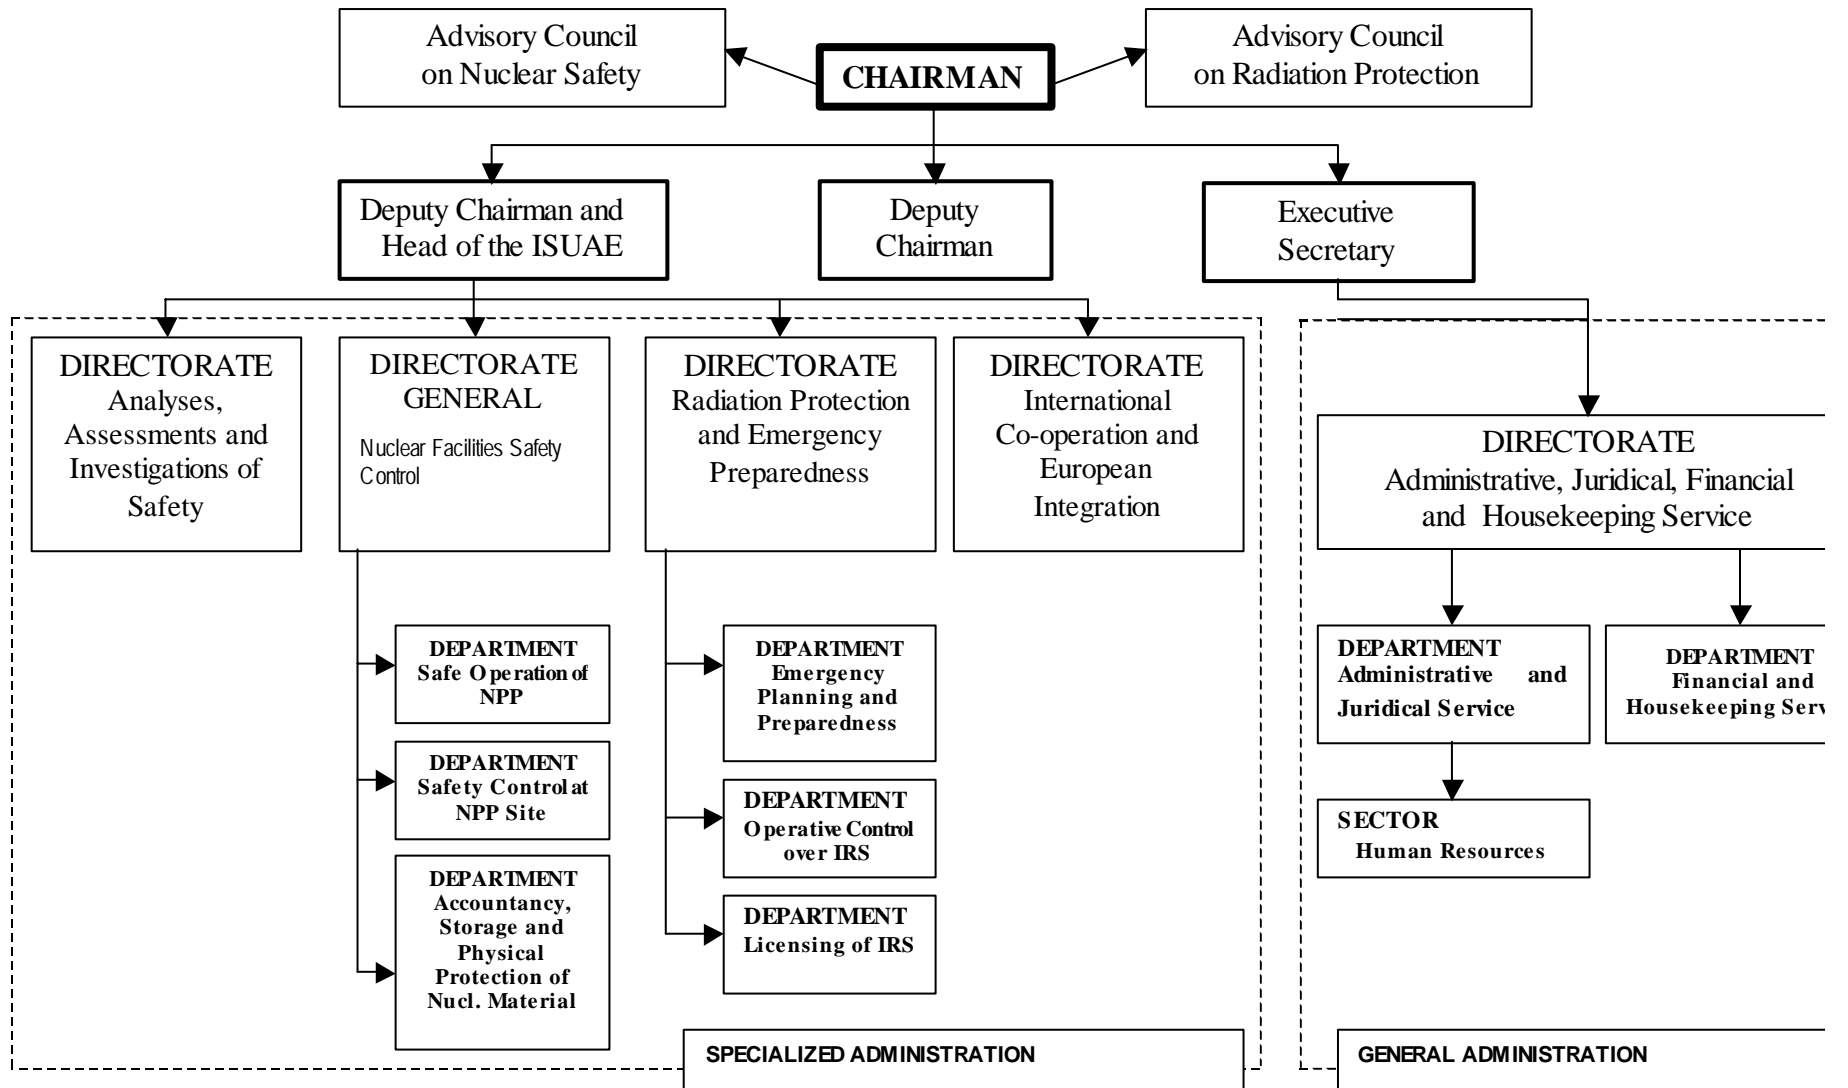 Advisory Council
on Nuclear Safety
CHAIRMAN
Advisory Council
on Radiation Protection
Deputy Chairman and
Head of the ISUAE
Deputy
Chairman
Executive
Secretary
DIRECTORATE
Analyses,
Assessments and
Investigations of
Safety
DIRECTORATE
GENERAL
Nuclear Facilities Safety
Control
DIRECTORATE
Radiation Protection
and Emergency
Preparedness
DIRECTORATE
International
Co-operation and
European
Integration
DIRECTORATE
Administrative, Juridical, Financial
and Housekeeping Service
DEPARTMENT
Safe Operation of
NPP
DEPARTMENT
Safety Control at
NPP Site
DEPARTMENT
Accountancy,
Storage and
Physical
Protection of
Nucl. Material
DEPARTMENT
Emergency
Planning and
Preparedness
DEPARTMENT
Operative Control
over IRS
DEPARTMENT
Licensing of IRS
DEPARTMENT
Administrative and
Juridical Service
DEPARTMENT
Financial and
Housekeeping Serv
SECTOR
Human Resources
SPECIALIZED ADMINISTRATION
GENERAL ADMINISTRATION